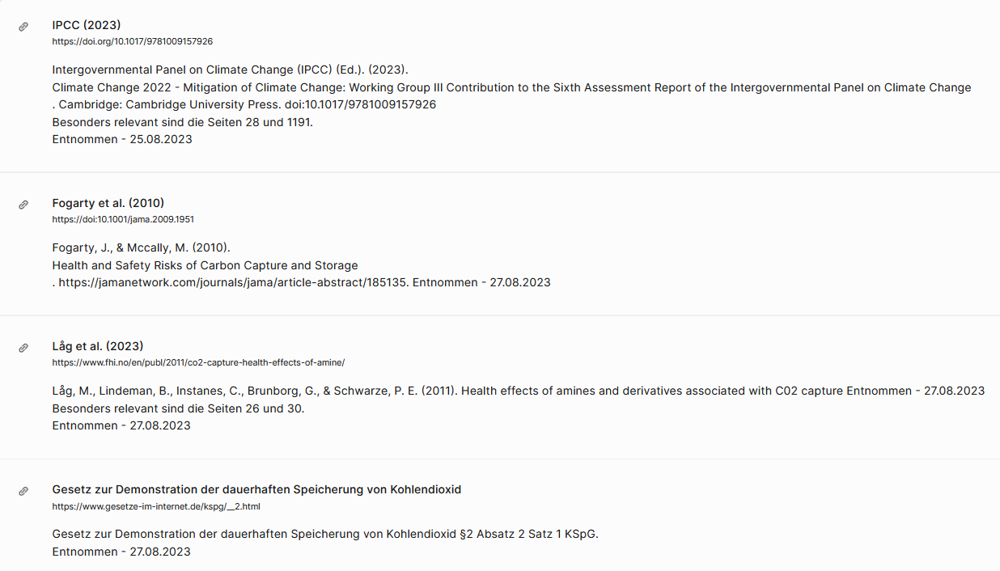 IPCC (2023)
https://doi.org/10.1017/9781009157926
Intergovernmental Panel on Climate Change (IPCC) (Ed.). (2023).
Climate Change 2022 - Mitigation of Climate Change: Working Group III Contribution to the Sixth Assessment Report of the Intergovernmental Panel on Climate Change
. Cambridge: Cambridge University Press. doi:10.1017/9781009157926
Besonders relevant sind die Seiten 28 und 1191.
Entnommen - 25.08.2023
Fogarty et al. (2010)
https://doi:10.1001/jama.2009.1951
Fogarty, J., & Mccally, M. (2010).
Health and Safety Risks of Carbon Capture and Storage
. https://jamanetwork.com/journals/jama/article-abstract/185135. Entnommen - 27.08.2023
Låg et al. (2023)
https://www.fhi.no/en/publ/2011/co2-capture-health-effects-of-amine/
Låg, M., Lindeman, B., Instanes, C., Brunborg, G., & Schwarze, P. E. (2011). Health effects of amines and derivatives associated with C02 capture Entnommen - 27.08.2023
Besonders relevant sind die Seiten 26 und 30.
Entnommen - 27.08.2023
Gesetz zur Demonstration der dauerhaften Speicherung von Kohlendioxid
https://www.gesetze-im-internet.de/kspg/__2.html
Gesetz zur Demonstration der dauerhaften Speicherung von Kohlendioxid §2 Absatz 2 Satz 1 KSpG.
Entnommen - 27.08.2023